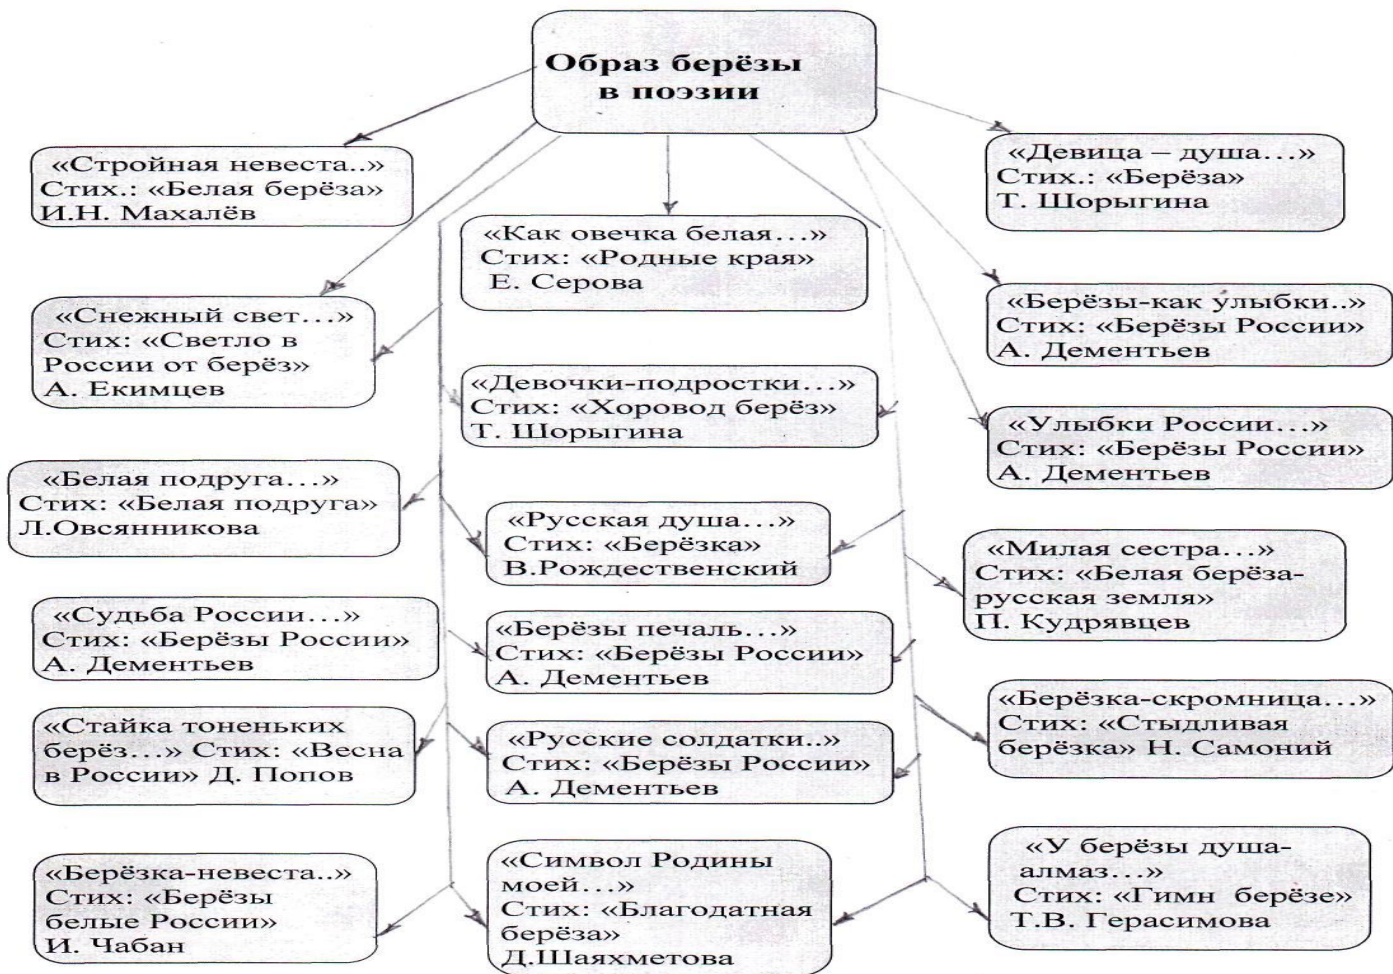 Образ берёзы
в поэзии
«Стройная невеста..»
Стих.: «Белая берёза»
И.Н. Махалёв
«Девица – душа…»
Стих.: «Берёза»
Т. Шорыгина
«Как овечка белая…»
Стих: «Родные края»
Е. Серова
«Снежный свет…»
Стих: «Светло в
России от берёз»
А. Екимцев
«Берёзы-как улыбки..»
Стих: «Берёзы России»
А. Дементьев
«Девочки-подростки…»
Стих: «Хоровод берёз»
Т. Шорыгина
«Улыбки России…»
Стих: «Берёзы России»
А. Дементьев
«Белая подруга…»
Стих: «Белая подруга»
Л.Овсянникова
«Русская душа…»
Стих: «Берёзка»
В.Рождественский
«Милая сестра…»
Стих: «Белая берёза-
русская земля»
П. Кудрявцев
«Судьба России…»
Стих: «Берёзы России»
А. Дементьев
«Берёзы печаль…»
Стих: «Берёзы России»
А. Дементьев
«Берёзка-скромница…»
Стих: «Стыдливая
берёзка» Н. Самоний
«Стайка тоненьких
берёз…» Стих: «Весна
в России» Д. Попов
«Русские солдатки..»
Стих: «Берёзы России»
А. Дементьев
«Берёзка-невеста..»
Стих: «Берёзы
белые России»
И. Чабан
«Символ Родины
моей…»
Стих: «Благодатная
берёза»
Д.Шаяхметова
«У берёзы душа-
алмаз…»
Стих: «Гимн берёзе»
Т.В. Герасимова